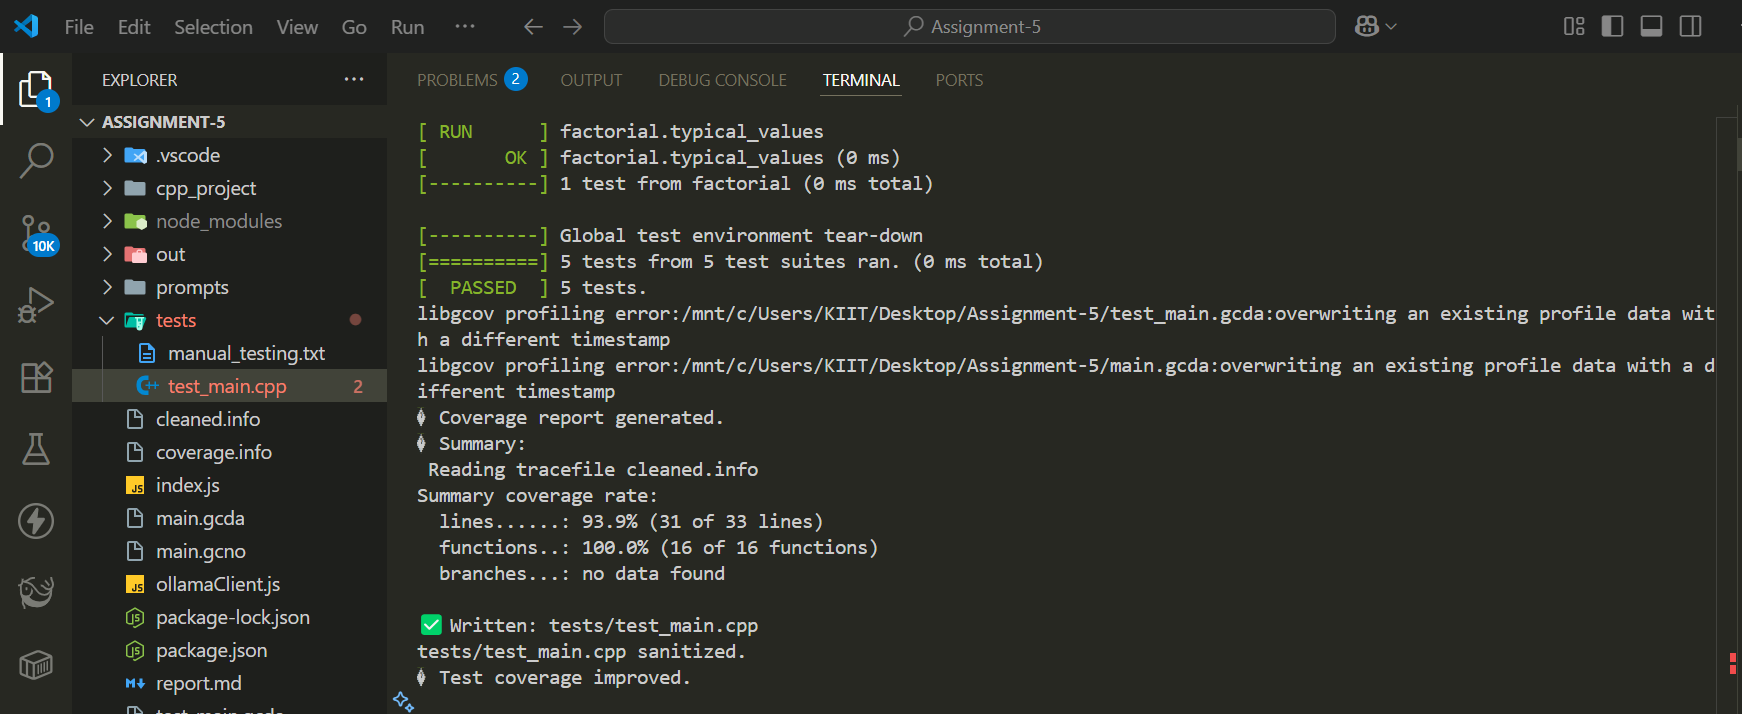 File Edit Selection View Go Run ··· Assignment-5
EXPLORER ···
1
10K
ASSIGNMENT-5
.vscode
cpp_project
node_modules
out
prompts
tests
manual_testing.txt
test_main.cpp 2
cleaned.info
coverage.info
index.js
main.gcda
main.gcno
ollamaClient.js
package-lock.json
package.json
report.md
PROBLEMS 2 OUTPUT DEBUG CONSOLE TERMINAL PORTS
[ RUN      ] factorial.typical_values
[       OK ] factorial.typical_values (0 ms)
[----------] 1 test from factorial (0 ms total)
[----------] Global test environment tear-down
[==========] 5 tests from 5 test suites ran. (0 ms total)
[  PASSED  ] 5 tests.
libgcov profiling error:/mnt/c/Users/KIIT/Desktop/Assignment-5/test_main.gcda:overwriting an existing profile data wit
h a different timestamp
libgcov profiling error:/mnt/c/Users/KIIT/Desktop/Assignment-5/main.gcda:overwriting an existing profile data with a d
ifferent timestamp
Coverage report generated.
Summary:
Reading tracefile cleaned.info
Summary coverage rate:
lines......: 93.9% (31 of 33 lines)
functions..: 100.0% (16 of 16 functions)
branches...: no data found
✅ Written: tests/test_main.cpp
tests/test_main.cpp sanitized.
Test coverage improved.